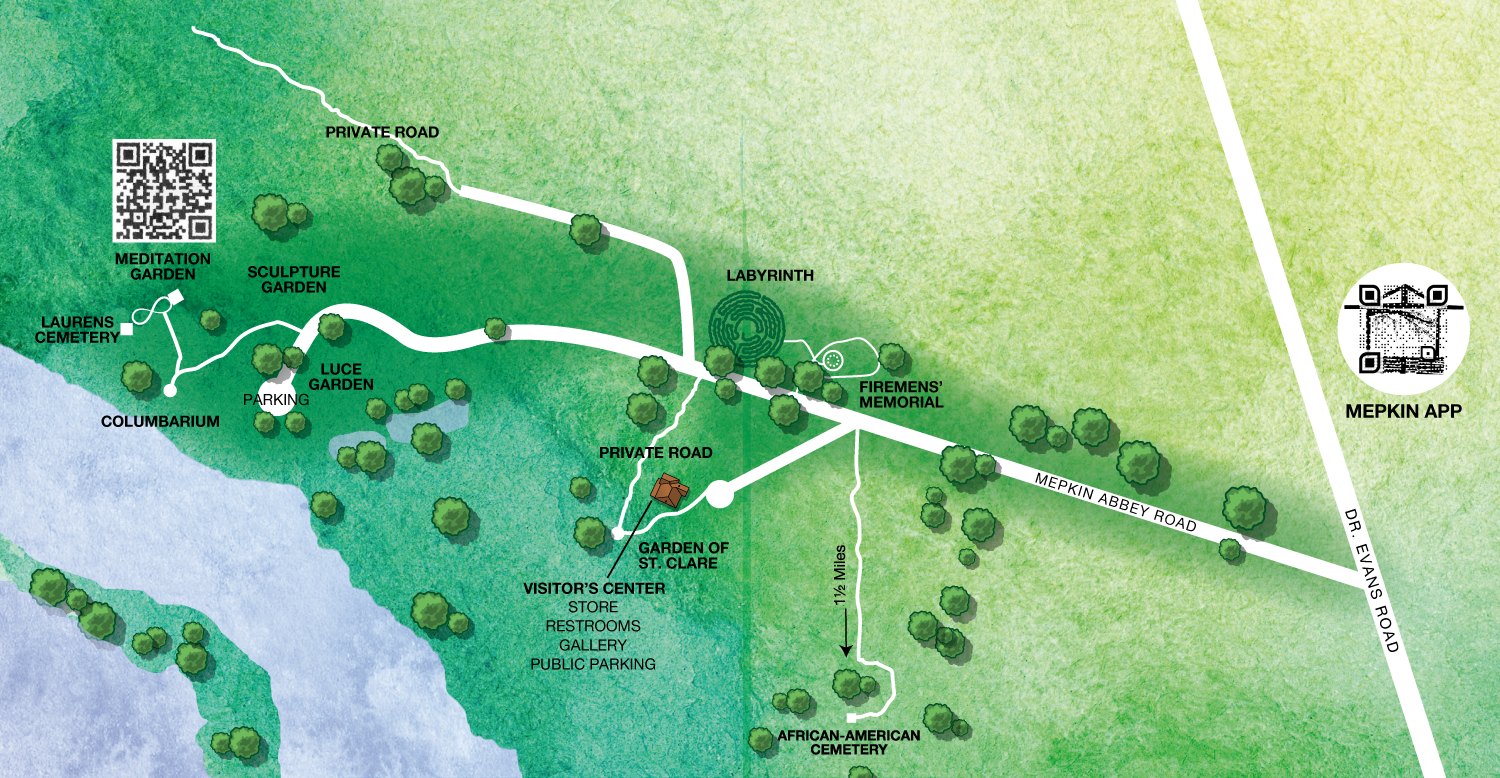 PRIVATE ROAD
MEDITATION
GARDEN
SCULPTURE
GARDEN
LABYRINTH
LAURENS
CEMETERY
LUCE
GARDEN
PARKING
COLUMBARIUM
FIREMENS'
MEMORIAL
MEPKIN APP
PRIVATE ROAD
MEPKIN ABBEY ROAD
DR. EVANS ROAD
GARDEN OF
ST. CLARE
VISITOR'S CENTER
STORE
RESTROOMS
GALLERY
PUBLIC PARKING
1½ Miles
AFRICAN-AMERICAN
CEMETERY